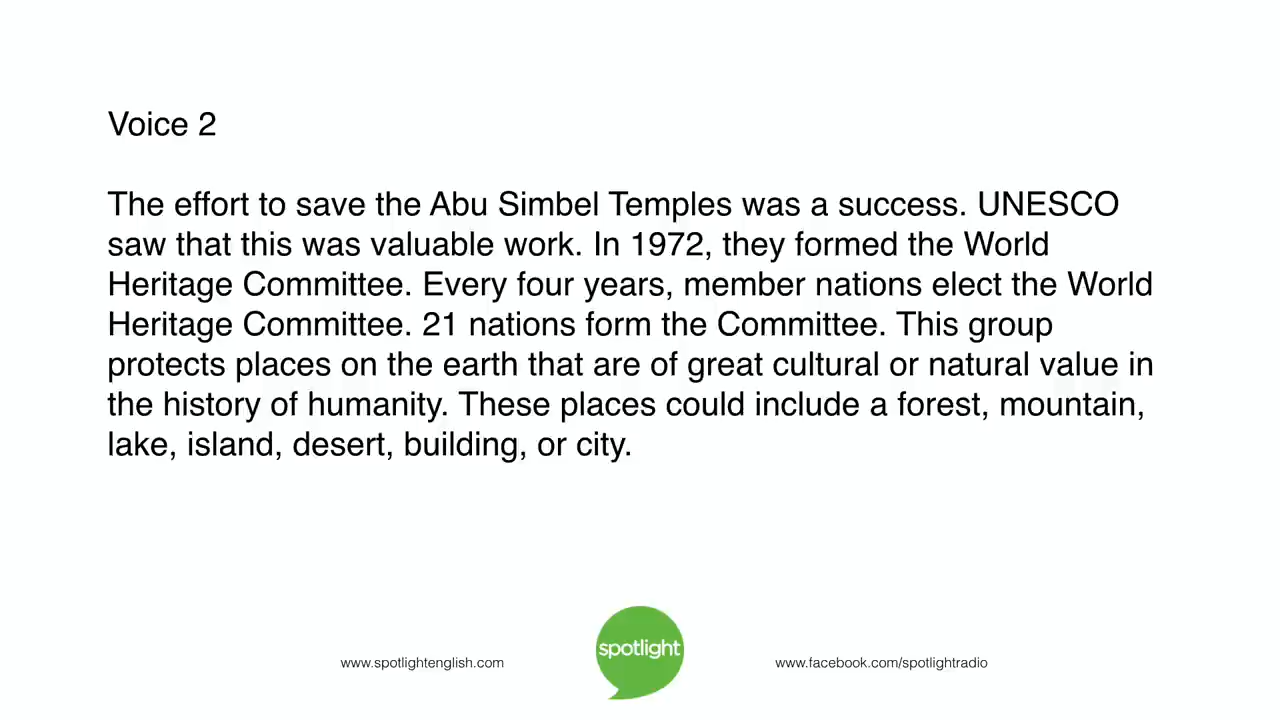 Voice 2
The effort to save the Abu Simbel Temples was a success. UNESCO
saw that this was valuable work. In 1972, they formed the World
Heritage Committee. Every four years, member nations elect the World
Heritage Committee. 21 nations form the Committee. This group
protects places on the earth that are of great cultural or natural value in
the history of humanity. These places could include a forest, mountain,
lake, island, desert, building, or city.
www.spotlightenglish.com
spotlight
www.facebook.com/spotlightradio